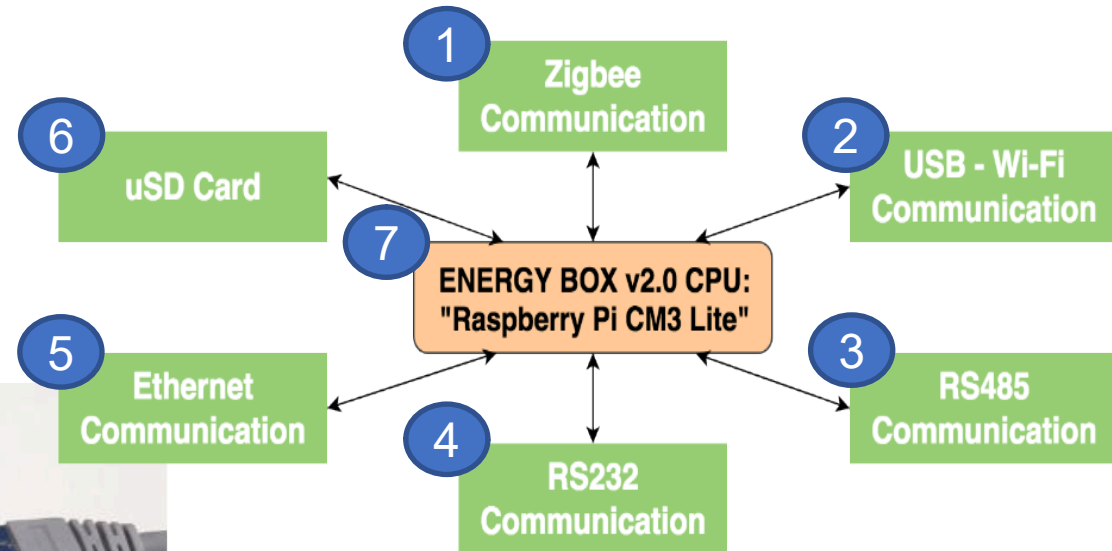 1
Zigbee
Communication
2
USB - Wi-Fi
Communication
6
uSD Card
7
ENERGY BOX v2.0 CPU:
"Raspberry Pi CM3 Lite"
5
Ethernet
Communication
3
RS485
Communication
4
RS232
Communication